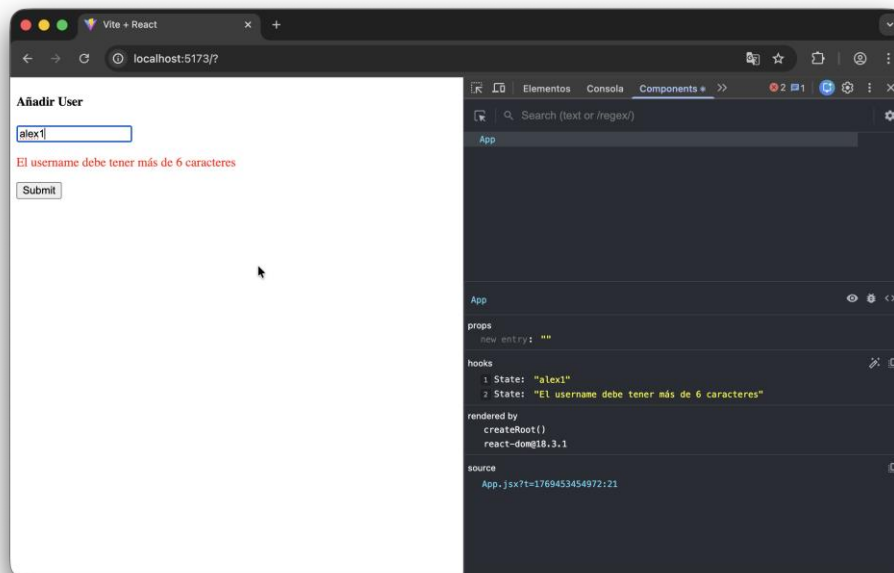 Vite + React
localhost:5173/?
Añadir User
alex1
El username debe tener más de 6 caracteres
Submit
Elementos Consola Components 2 1
Search (text or /regex/)
App
App
props
new entry: ""
hooks
1 State: "alex1"
2 State: "El username debe tener más de 6 caracteres"
rendered by
createRoot()
react-dom@18.3.1
source
App.jsx?t=1769453454972:21